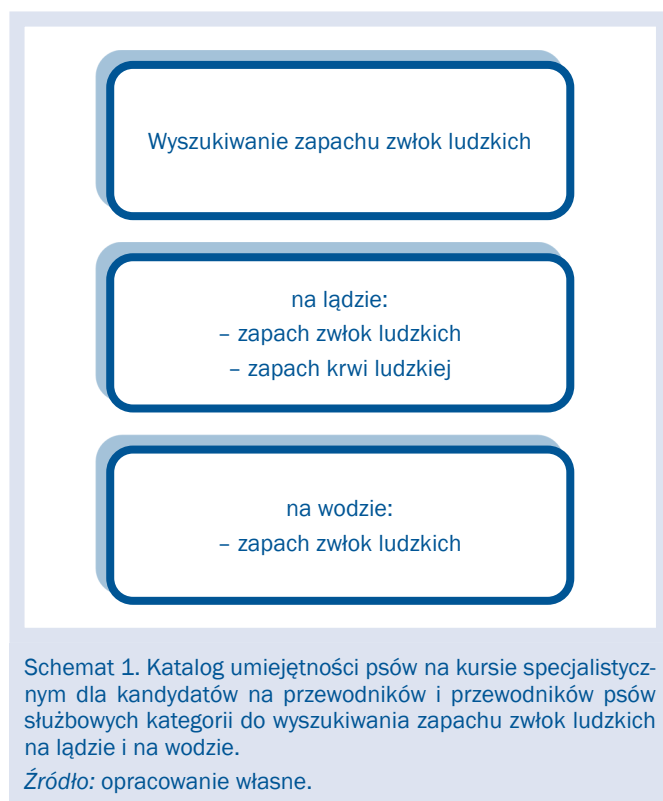 Wyszukiwanie zapachu zwłok ludzkich
na lądzie:
– zapach zwłok ludzkich
– zapach krwi ludzkiej
na wodzie:
– zapach zwłok ludzkich
Schemat 1. Katalog umiejętności psów na kursie specjalistycz-
nym dla kandydatów na przewodników i przewodników psów
służbowych kategorii do wyszukiwania zapachu zwłok ludzkich
na lądzie i na wodzie.
Źródło: opracowanie własne.